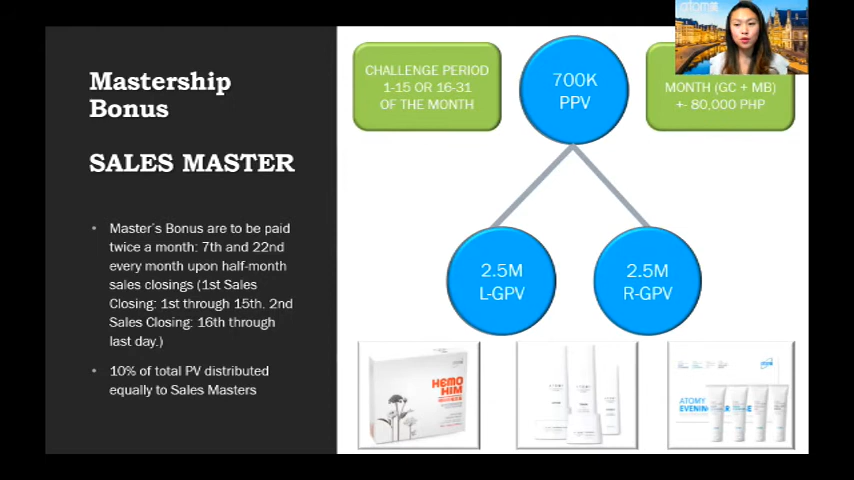 Mastership
Bonus
SALES MASTER
• Master's Bonus are to be paid
twice a month: 7th and 22nd
every month upon half-month
sales closings (1st Sales
Closing: 1st through 15th. 2nd
Sales Closing: 16th through
last day.)
• 10% of total PV distributed
equally to Sales Masters
CHALLENGE PERIOD
1-15 OR 16-31
OF THE MONTH
700K
PPV
MONTH (GC + MB)
+- 80,000 PHP
2.5M
L-GPV
2.5M
R-GPV
HEMO
HIM
ATOMY
EVENING